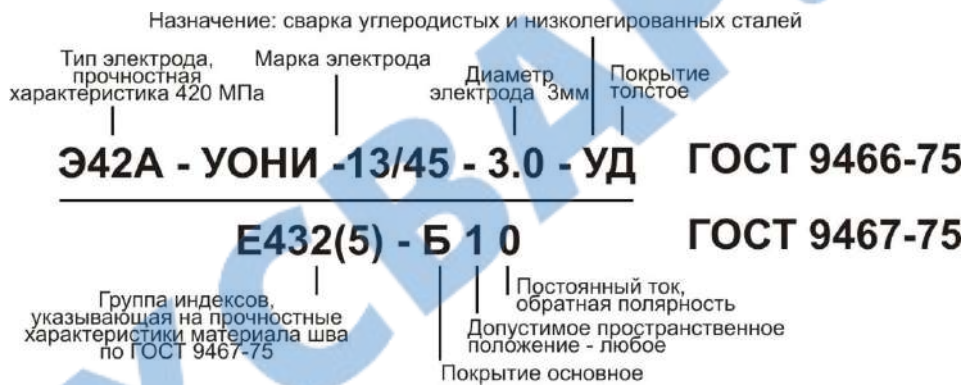 Назначение: сварка углеродистых и низколегированных сталей
Тип электрода,
прочностная
характеристика 420 МПа
Марка электрода
Диаметр
электрода 3мм
Покрытие
толстое
Э42А - УОНИ -13/45 - 3.0 - УД
ГОСТ 9466-75
Е432(5) - Б 1 0
ГОСТ 9467-75
Группа индексов,
указывающая на прочностные
характеристики материала шва
по ГОСТ 9467-75
Постоянный ток,
обратная полярность
Допустимое пространственное
положение - любое
Покрытие основное